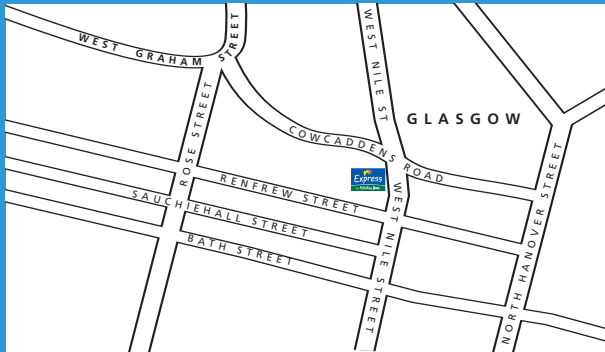 WEST GRAHAM STREET
WEST NILE ST
GLASGOW
COWCADDENS ROAD
ROSE STREET
Express
RENFREW STREET
SAUCHIEHALL STREET
BATH STREET
WEST NILE STREET
NORTH HANOVER STREET